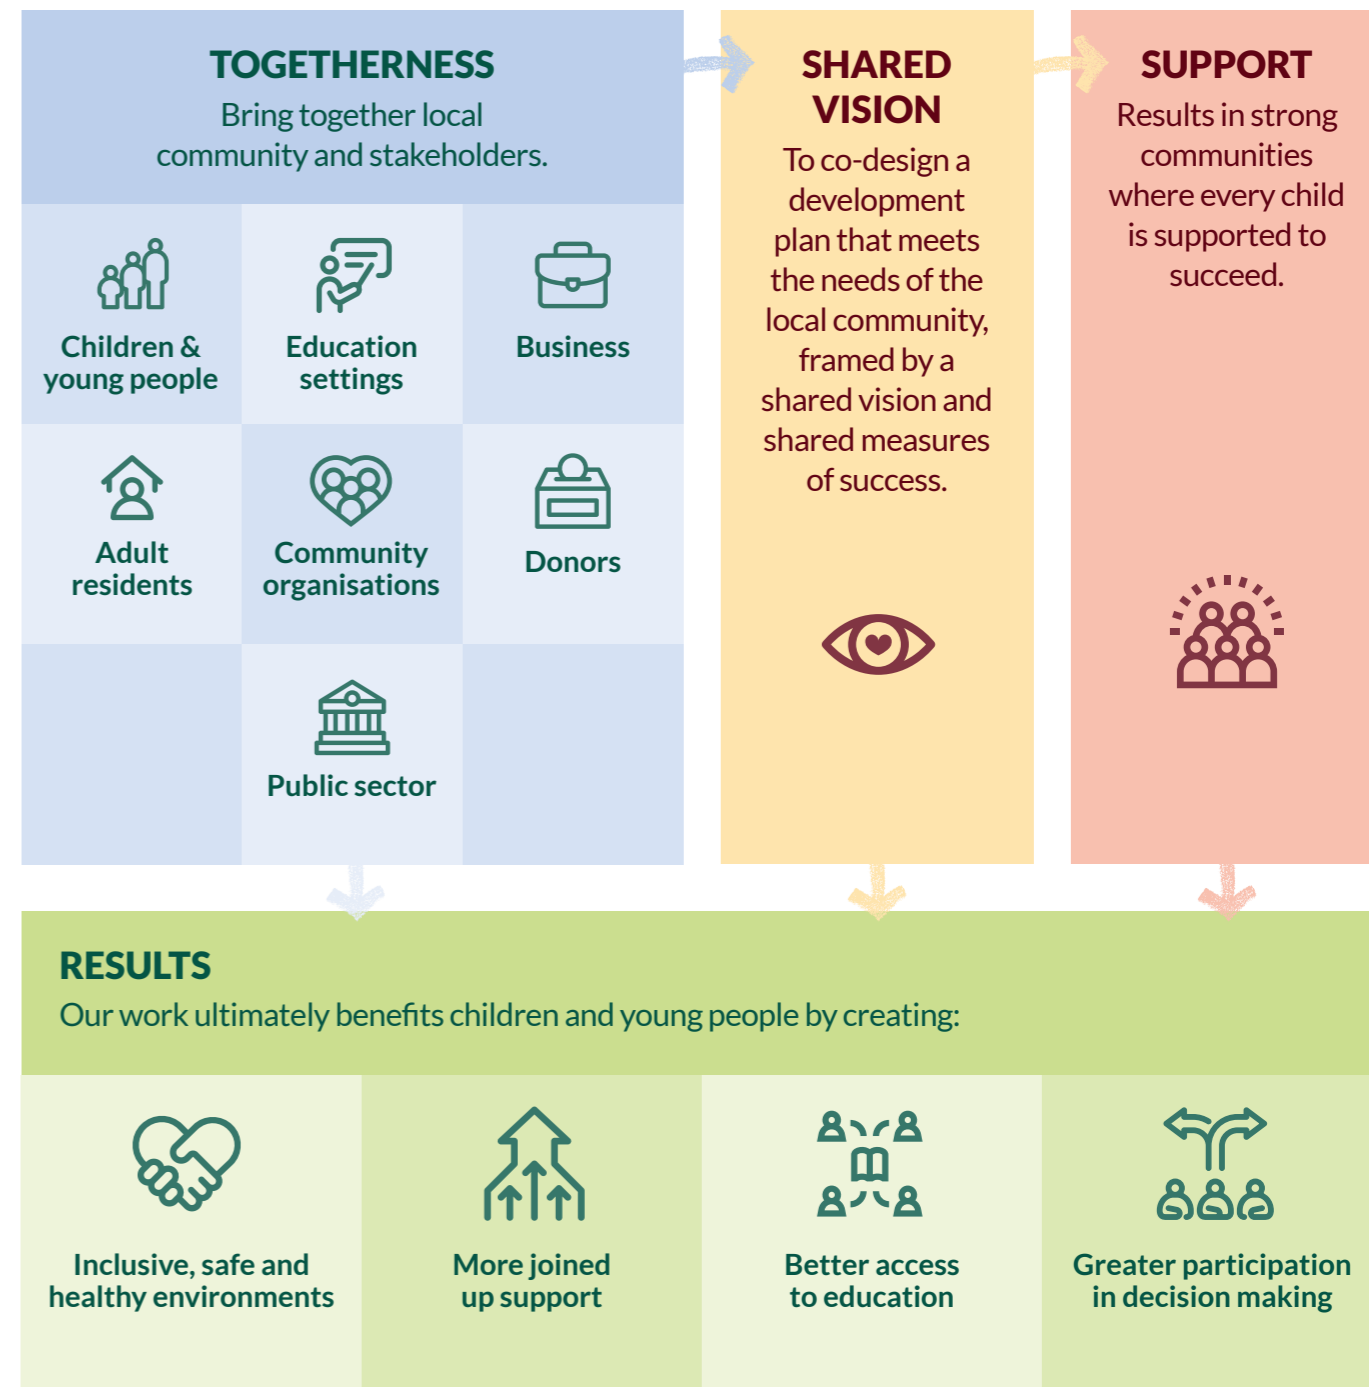 TOGETHERNESS
Bring together local
community and stakeholders.
Children &
young people
Education
settings
Business
Adult
residents
Community
organisations
Donors
Public sector
SHARED
VISION
To co-design a
development
plan that meets
the needs of the
local community,
framed by a
shared vision and
shared measures
of success.
SUPPORT
Results in strong
communities
where every child
is supported to
succeed.
RESULTS
Our work ultimately benefits children and young people by creating:
Inclusive, safe and
healthy environments
More joined
up support
Better access
to education
Greater participation
in decision making